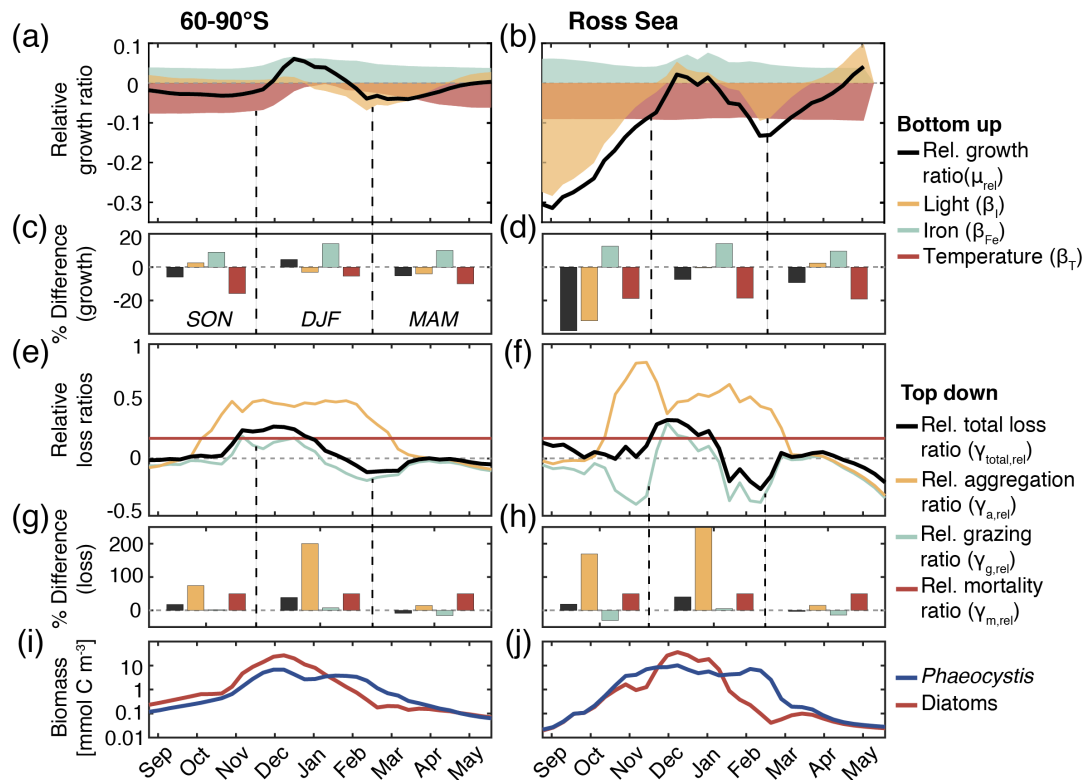 60-90°S
Ross Sea
(a)
(b)
0.1
0
-0.1
-0.2
-0.3
Relative
growth ratio
Bottom up
Rel. growth
ratio(μrel)
Light (βI)
Iron (βFe)
Temperature (βT)
(c)
(d)
20
0
-20
% Difference
(growth)
SON
DJF
MAM
(e)
(f)
1
0.5
0
-0.5
Relative
loss ratios
Top down
Rel. total loss
ratio (γtotal,rel)
Rel. aggregation
ratio (γa,rel)
Rel. grazing
ratio (γg,rel)
Rel. mortality
ratio (γm,rel)
(g)
(h)
200
100
0
% Difference
(loss)
(i)
(j)
10
1
0.1
0.01
Biomass
[mmol C m⁻³]
Phaeocystis
Diatoms
Sep
Oct
Nov
Dec
Jan
Feb
Mar
Apr
May
Sep
Oct
Nov
Dec
Jan
Feb
Mar
Apr
May